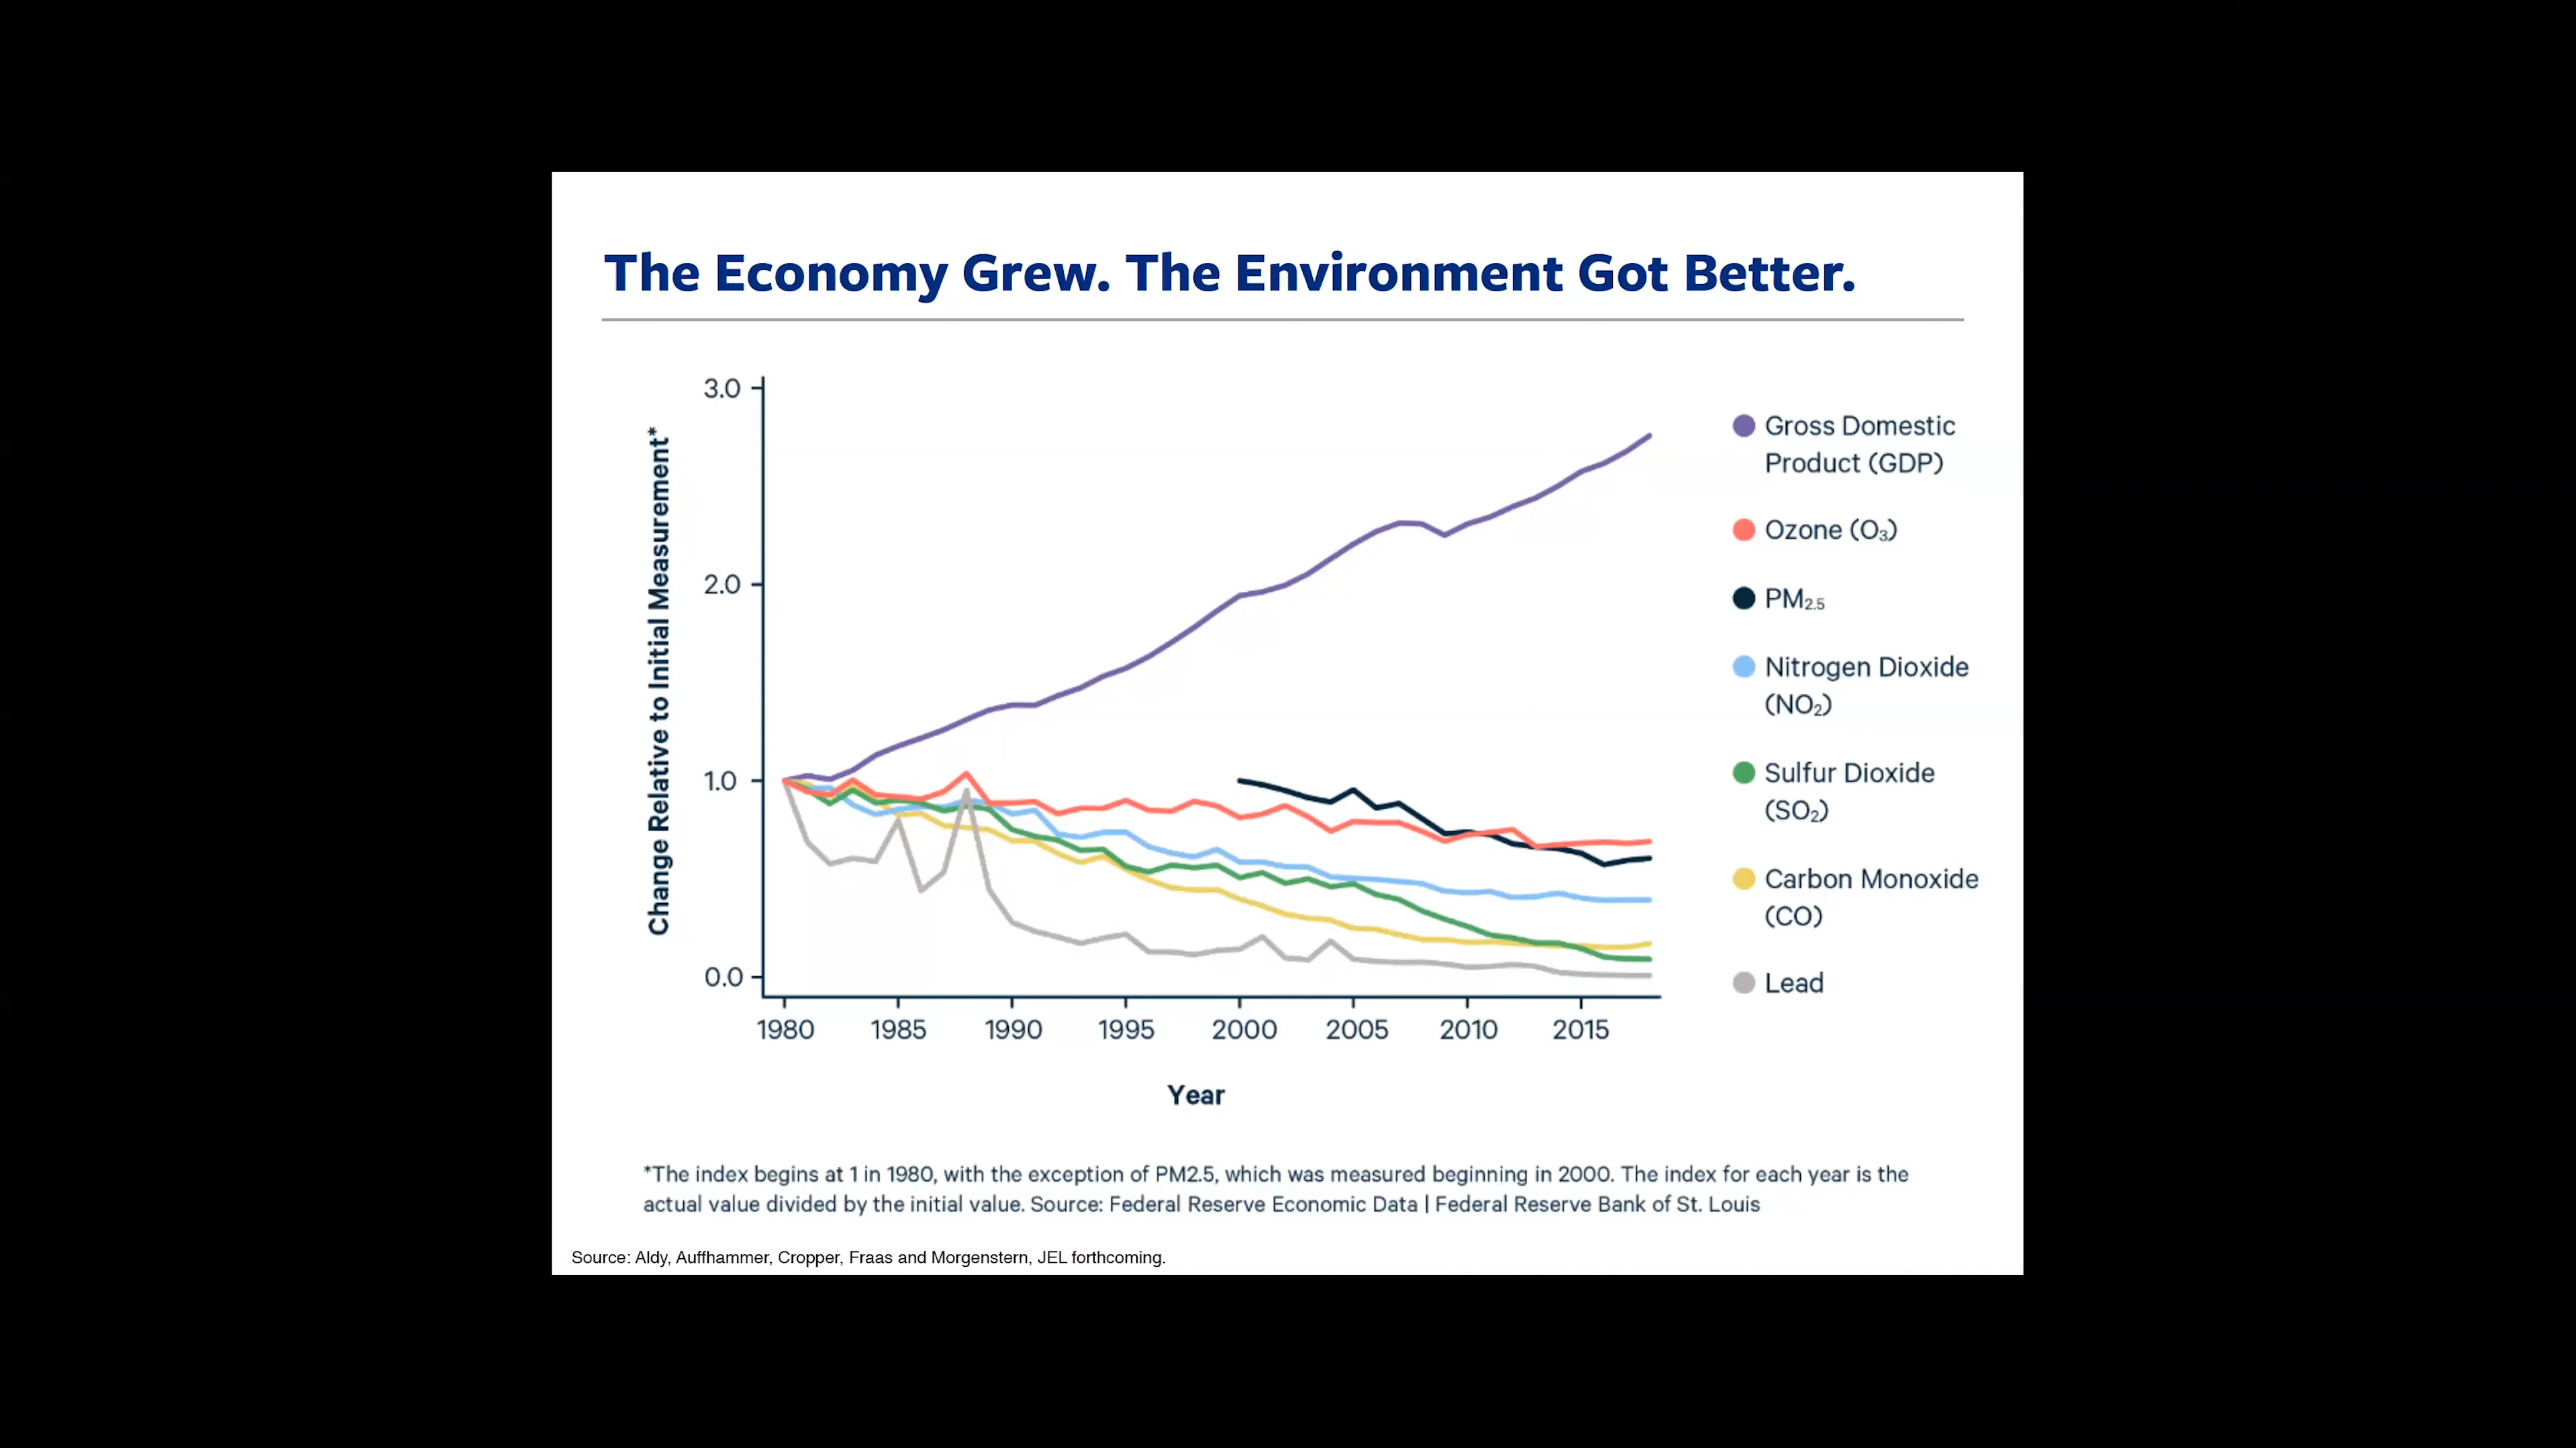 The Economy Grew. The Environment Got Better.
Change Relative to Initial Measurement*
3.0
2.0
1.0
0.0
1980 1985 1990 1995 2000 2005 2010 2015
Year
Gross Domestic
Product (GDP)
Ozone (O₃)
PM₂.₅
Nitrogen Dioxide
(NO₂)
Sulfur Dioxide
(SO₂)
Carbon Monoxide
(CO)
Lead
*The index begins at 1 in 1980, with the exception of PM2.5, which was measured beginning in 2000. The index for each year is the
actual value divided by the initial value. Source: Federal Reserve Economic Data | Federal Reserve Bank of St. Louis
Source: Aldy, Auffhammer, Cropper, Fraas and Morgenstern, JEL forthcoming.